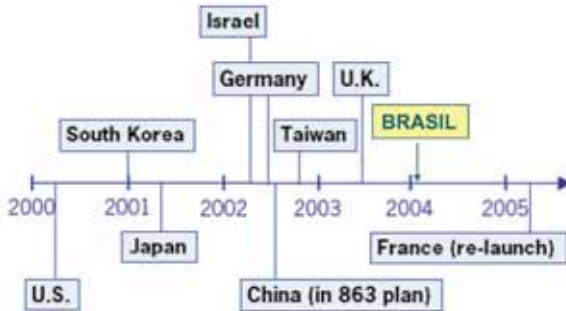 Israel
Germany
U.K.
South Korea
Taiwan
BRASIL
2000
2001
2002
2003
2004
2005
Japan
France (re-launch)
U.S.
China (in 863 plan)